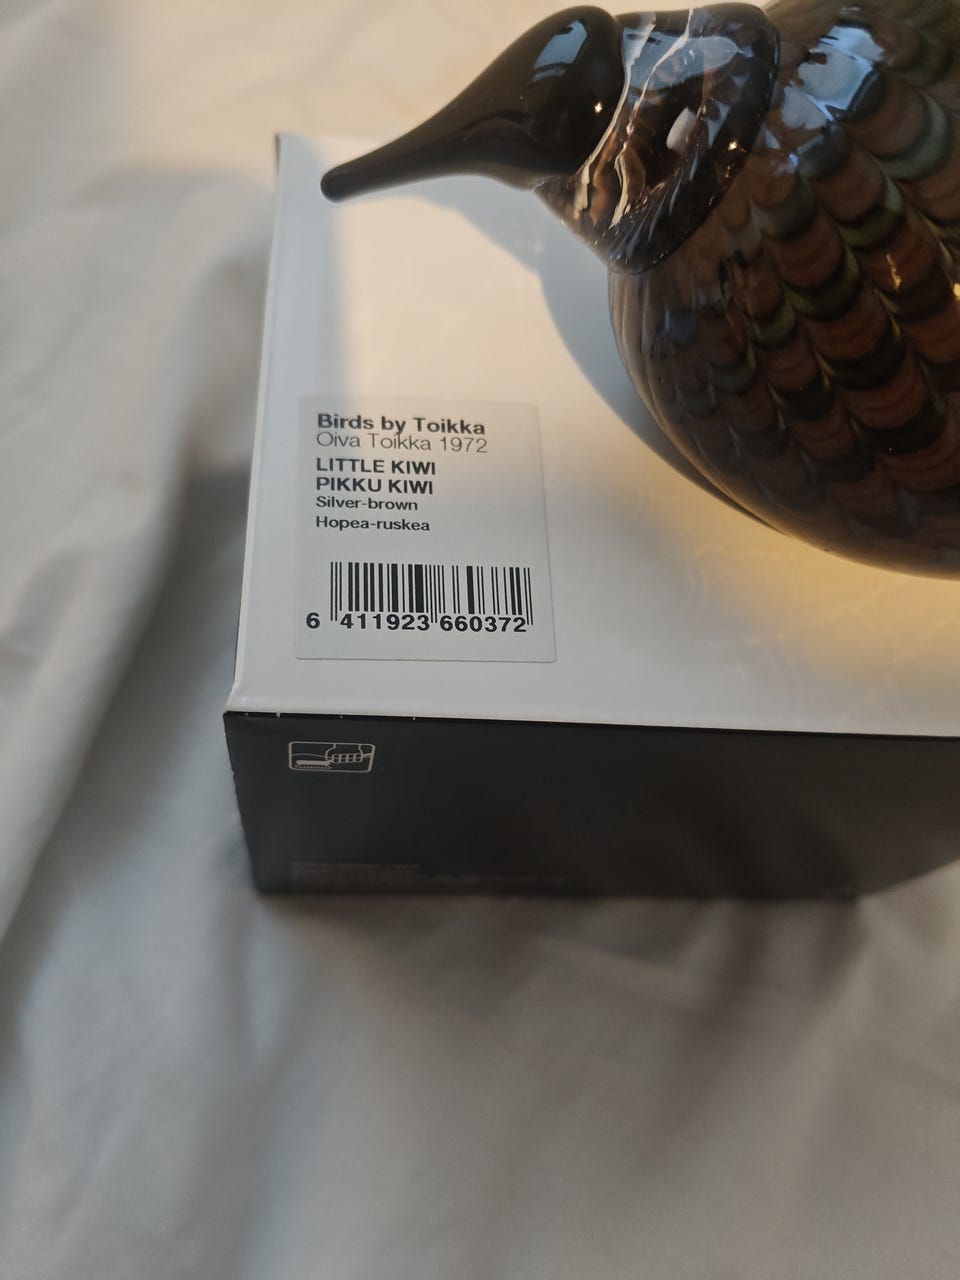 Birds by Toikka
Oiva Toikka 1972
LITTLE KIWI
PIKKU KIWI
Silver-brown
Hopea-ruskea
6 411923 660372